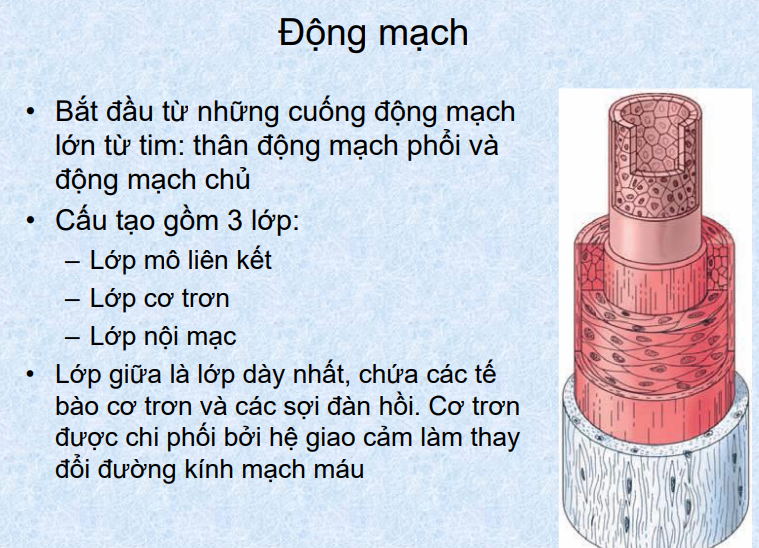 Động mạch
• Bắt đầu từ những cuống động mạch
lớn từ tim: thân động mạch phổi và
động mạch chủ
• Cấu tạo gồm 3 lớp:
– Lớp mô liên kết
– Lớp cơ trơn
– Lớp nội mạc
• Lớp giữa là lớp dày nhất, chứa các tế
bào cơ trơn và các sợi đàn hồi. Cơ trơn
được chi phối bởi hệ giao cảm làm thay
đổi đường kính mạch máu